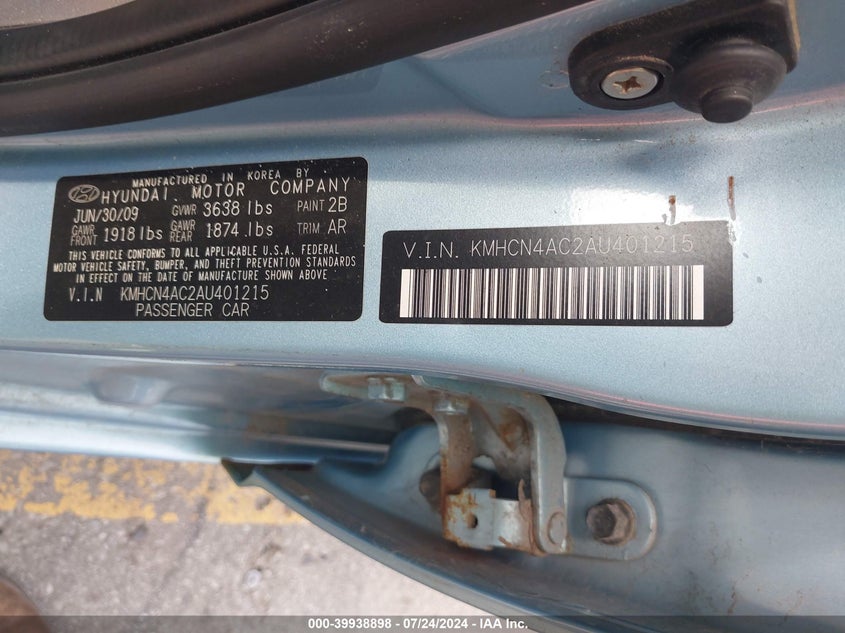 MANUFACTURED IN KOREA BY
HYUNDAI MOTOR COMPANY
JUN/30/09 GVWR 3638 lbs PAINT 2B
GAWR FRONT 1918 lbs GAWR REAR 1874 lbs TRIM AR
THIS VEHICLE CONFORMS TO ALL APPLICABLE U.S.A. FEDERAL
MOTOR VEHICLE SAFETY, BUMPER, AND THEFT PREVENTION STANDARDS
IN EFFECT ON THE DATE OF MANUFACTURE SHOWN ABOVE
V.I.N KMHCN4AC2AU401215
PASSENGER CAR
V.I.N. KMHCN4AC2AU401215
000-39938898 - 07/24/2024 - IAA Inc.